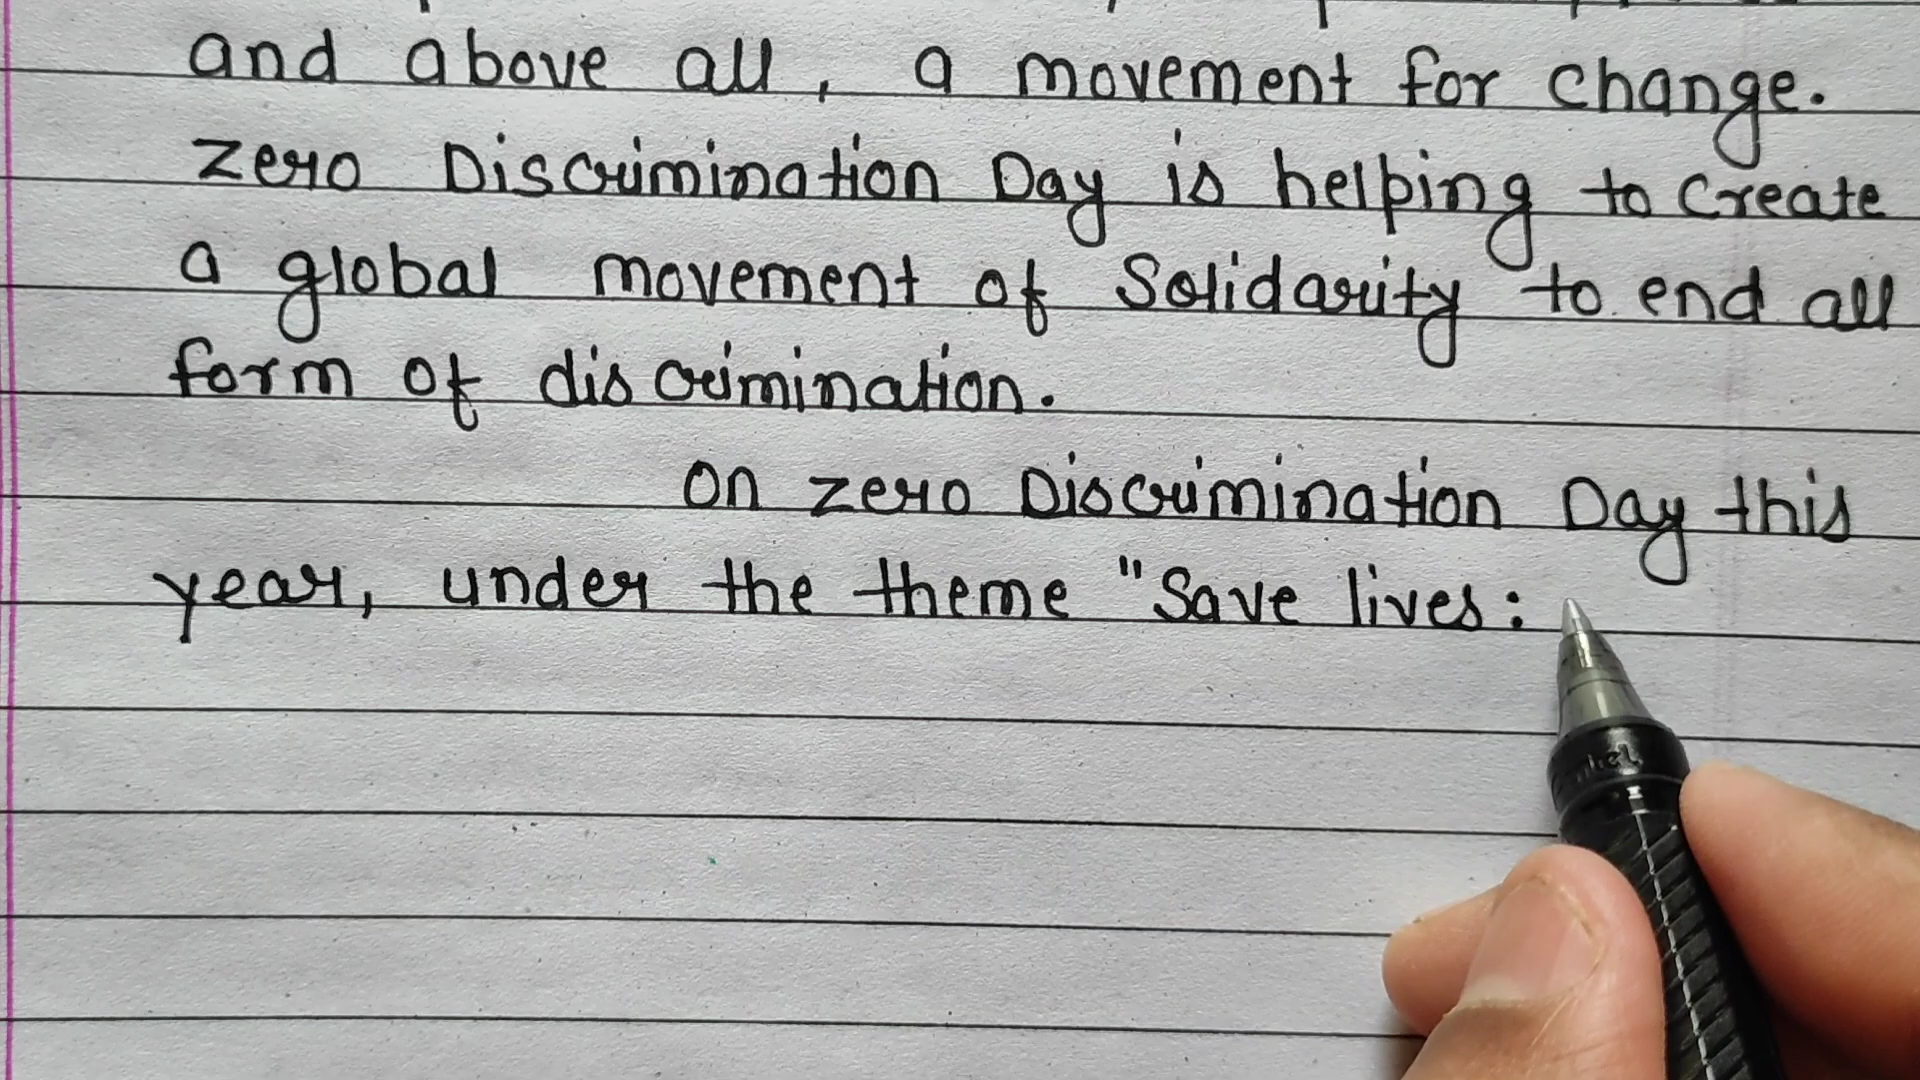 and above all, a movement for change.
Zero Discrimination Day is helping to create
a global movement of Solidarity to end all
form of discrimination.
On Zero Discrimination Day this
year, under the theme "Save lives: